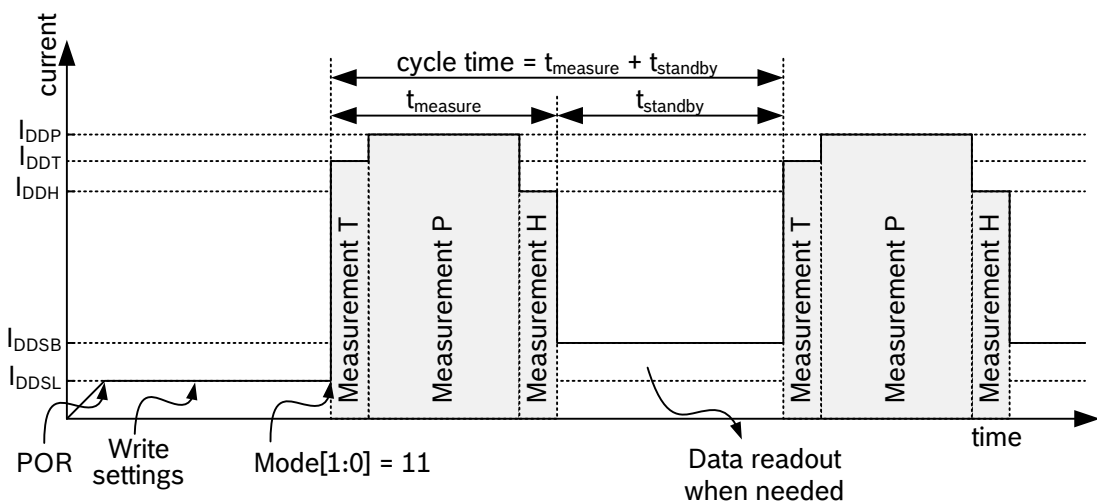 current
cycle time = tmeasure + tstandby
tmeasure
tstandby
IDDP
IDDT
IDDH
IDDSB
IDDSL
Measurement T
Measurement P
Measurement H
Measurement T
Measurement P
Measurement H
time
POR
Write
settings
Mode[1:0] = 11
Data readout
when needed